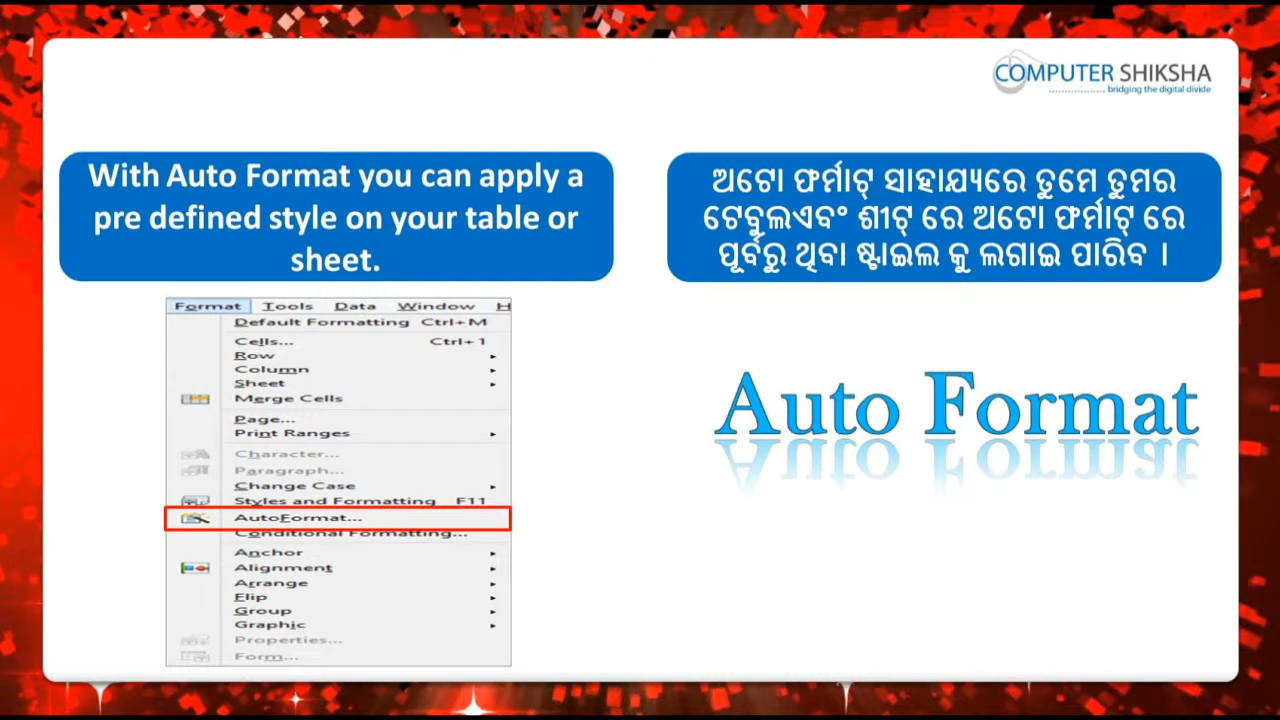 COMPUTER SHIKSHA
bridging the digital divide
With Auto Format you can apply a
pre defined style on your table or
sheet.
ଅଟୋ ଫର୍ମାଟ୍ ସାହାଯ୍ୟରେ ତୁମେ ତୁମର
ଟେବୁଲଏବଂ ଶୀଟ୍ ରେ ଅଟୋ ଫର୍ମାଟ୍ ରେ
ପୂର୍ବରୁ ଥିବା ଷ୍ଟାଇଲ କୁ ଲଗାଇ ପାରିବ ।
Format Tools Data Window H
Default Formatting Ctrl+M
Cells... Ctrl+1
Row
Column
Sheet
Merge Cells
Page...
Print Ranges
Character...
Paragraph...
Change Case
Styles and Formatting F11
AutoFormat...
Conditional Formatting...
Anchor
Alignment
Arrange
Flip
Group
Graphic
Properties...
Form...
Auto Format